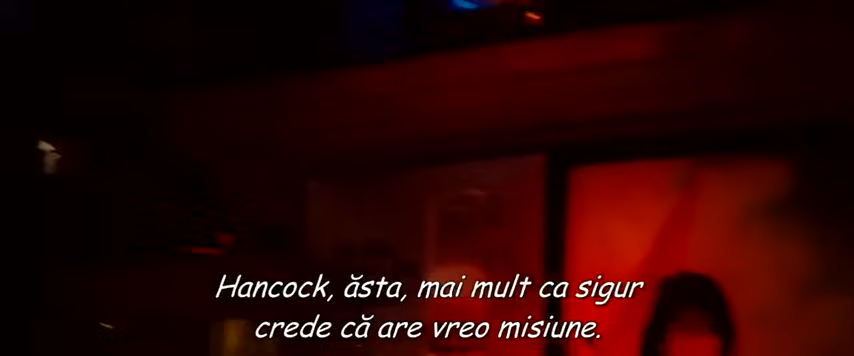 Hancock, ăsta, mai mult ca sigur
crede că are vreo misiune.